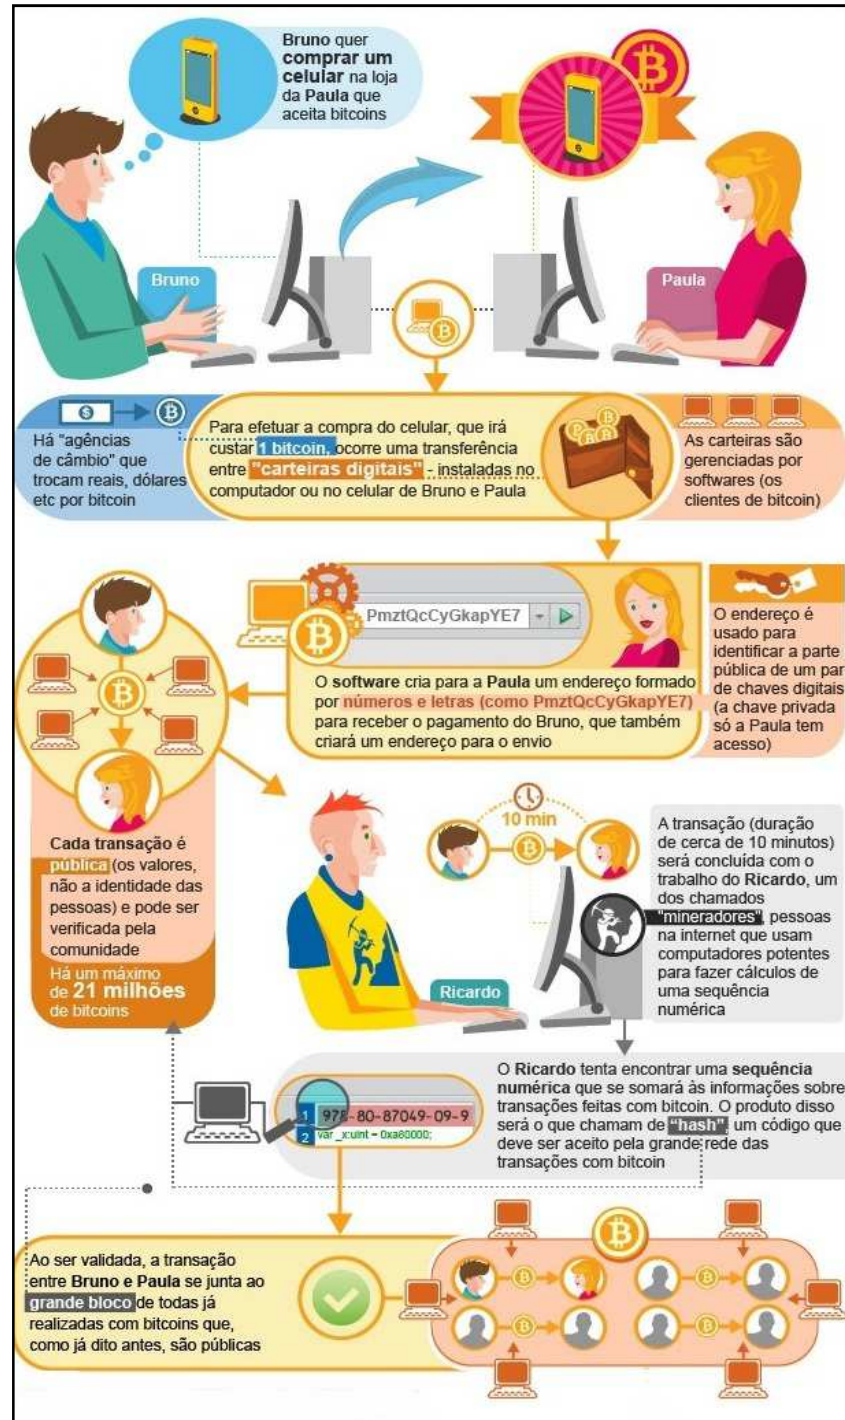 Bruno quer
comprar um
celular na loja
da Paula que
aceita bitcoins
Bruno
Paula
Há "agências
de câmbio" que
trocam reais, dólares
etc por bitcoin
Para efetuar a compra do celular, que irá
custar 1 bitcoin, ocorre uma transferência
entre "carteiras digitais" - instaladas no
computador ou no celular de Bruno e Paula
As carteiras são
gerenciadas por
softwares (os
clientes de bitcoin)
PmztQcCyGkapYE7
O software cria para a Paula um endereço formado
por números e letras (como PmztQcCyGkapYE7)
para receber o pagamento do Bruno, que também
criará um endereço para o envio
O endereço é
usado para
identificar a parte
pública de um par
de chaves digitais
(a chave privada
só a Paula tem
acesso)
Cada transação é
pública (os valores,
não a identidade das
pessoas) e pode ser
verificada pela
comunidade
Há um máximo
de 21 milhões
de bitcoins
10 min
Ricardo
A transação (duração
de cerca de 10 minutos)
será concluída com o
trabalho do Ricardo, um
dos chamados
"mineradores", pessoas
na internet que usam
computadores potentes
para fazer cálculos de
uma sequência
numérica
1 978-80-87049-09-9
2 var _x:uint = 0xa80000;
O Ricardo tenta encontrar uma sequência
numérica que se somará às informações sobre
transações feitas com bitcoin. O produto disso
será o que chamam de "hash", um código que
deve ser aceito pela grande rede das
transações com bitcoin
Ao ser validada, a transação
entre Bruno e Paula se junta ao
grande bloco de todas já
realizadas com bitcoins que,
como já dito antes, são públicas